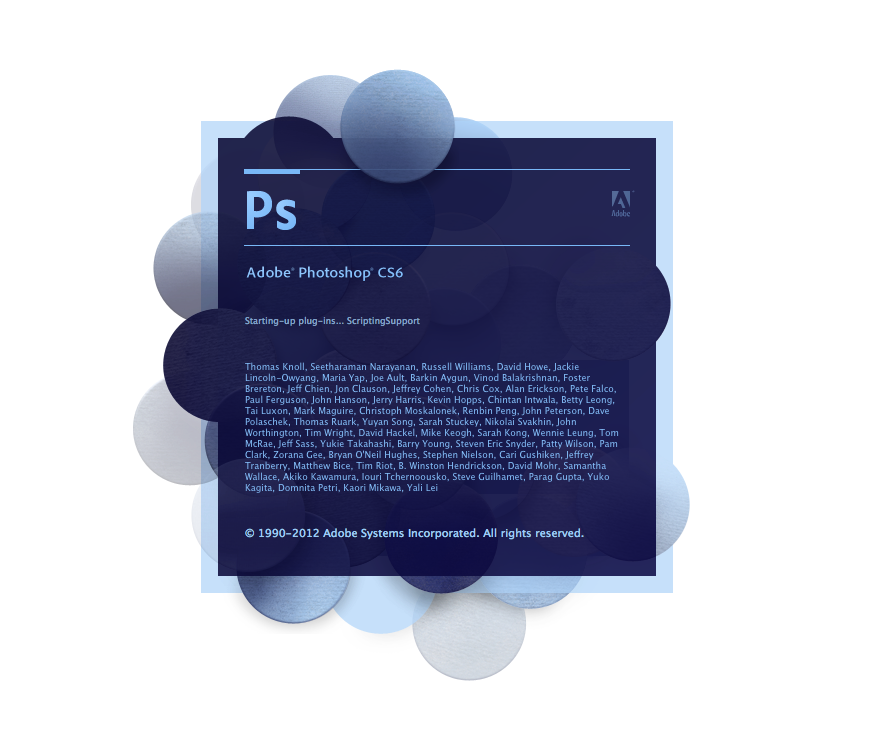 Ps
Adobe
Adobe® Photoshop® CS6
Starting-up plug-ins... ScriptingSupport
Thomas Knoll, Seetharaman Narayanan, Russell Williams, David Howe, Jackie
Lincoln-Owyang, Maria Yap, Joe Ault, Barkin Aygun, Vinod Balakrishnan, Foster
Brereton, Jeff Chien, Jon Clauson, Jeffrey Cohen, Chris Cox, Alan Erickson, Pete Falco,
Paul Ferguson, John Hanson, Jerry Harris, Kevin Hopps, Chintan Intwala, Betty Leong,
Tai Luxon, Mark Maguire, Christoph Moskalonek, Renbin Peng, John Peterson, Dave
Polaschek, Thomas Ruark, Yuyan Song, Sarah Stuckey, Nikolai Svakhin, John
Worthington, Tim Wright, David Hackel, Mike Keogh, Sarah Kong, Wennie Leung, Tom
McRae, Jeff Sass, Yukie Takahashi, Barry Young, Steven Eric Snyder, Patty Wilson, Pam
Clark, Zorana Gee, Bryan O'Neil Hughes, Stephen Nielson, Cari Gushiken, Jeffrey
Tranberry, Matthew Bice, Tim Riot, B. Winston Hendrickson, David Mohr, Samantha
Wallace, Akiko Kawamura, Iouri Tchernoousko, Steve Guilhamet, Parag Gupta, Yuko
Kagita, Domnita Petri, Kaori Mikawa, Yali Lei
© 1990-2012 Adobe Systems Incorporated. All rights reserved.